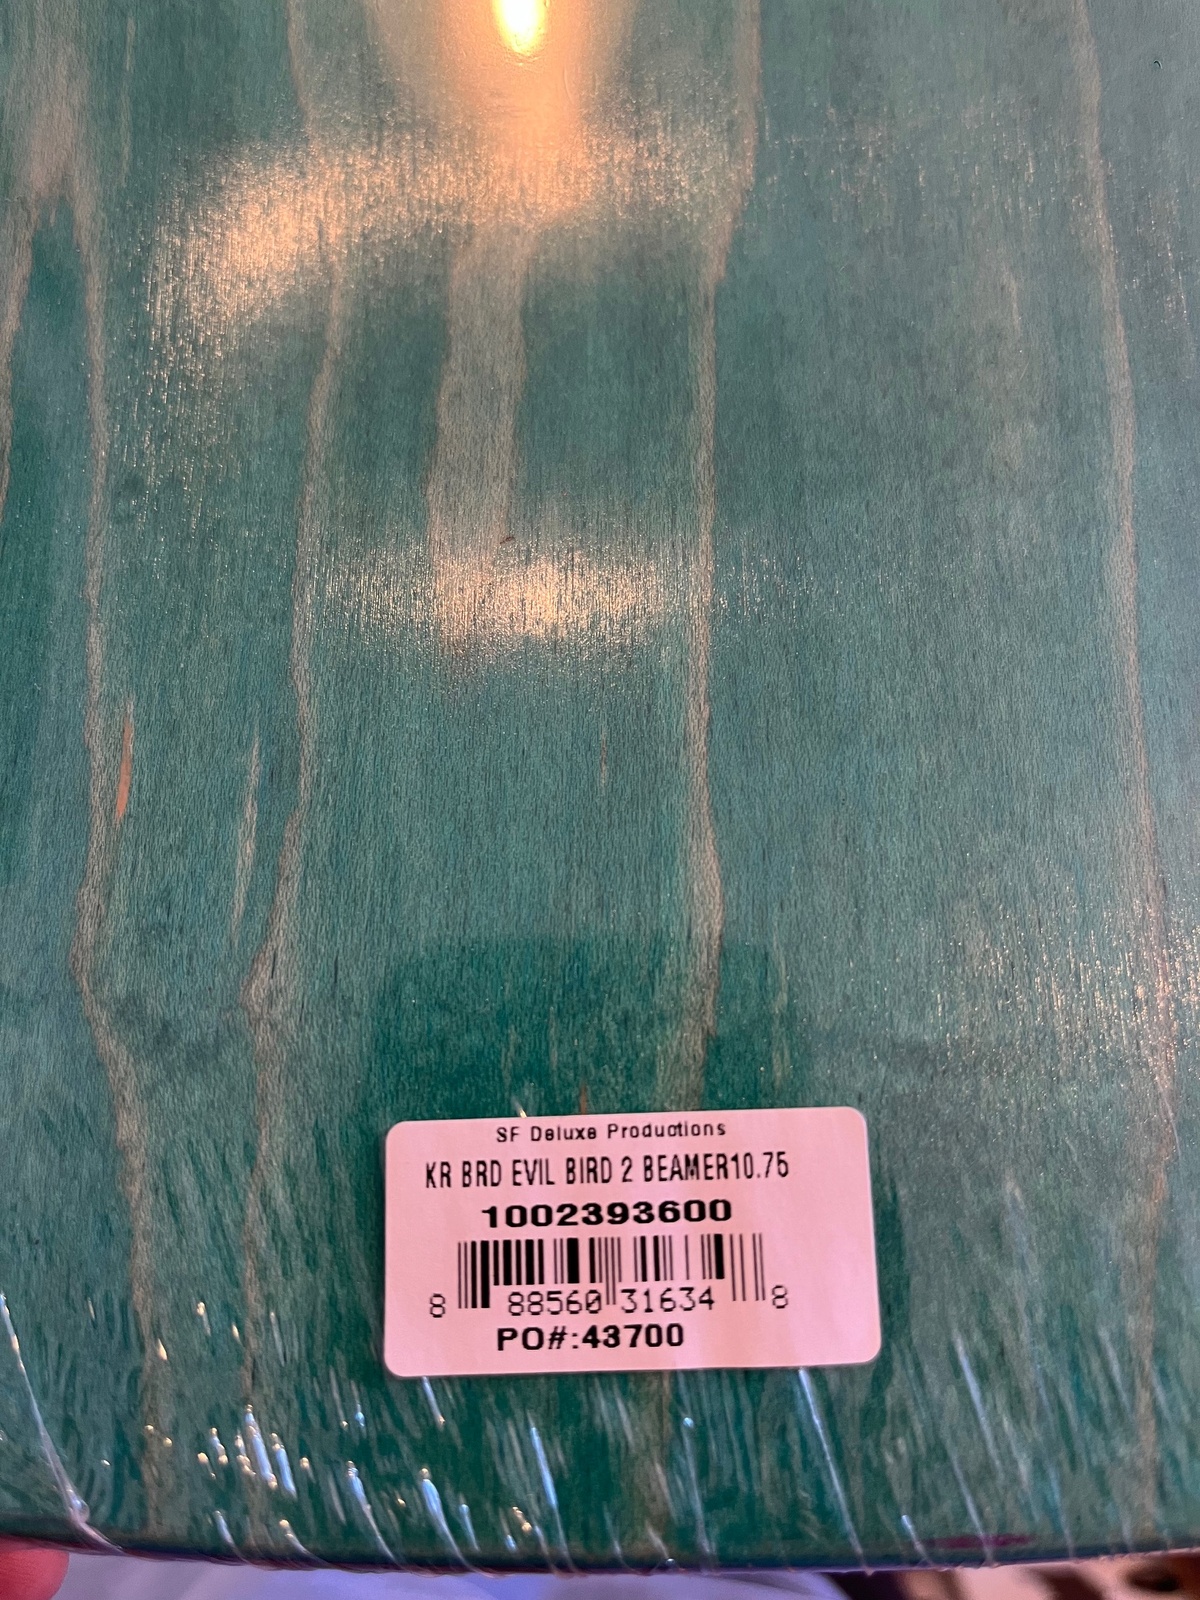 SF Deluxe Productions
KR BRD EVIL BIRD 2 BEAMER10.75
1002393600
8 88560 31634 8
PO#:43700